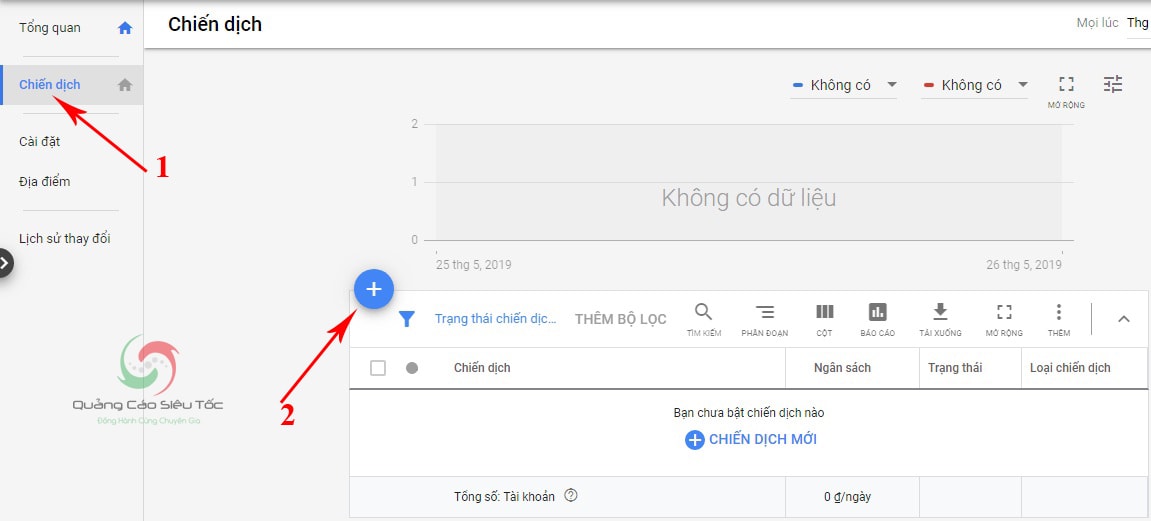 Tổng quan
Chiến dịch
Mọi lúc Thg
Chiến dịch
Không có Không có
MỞ RỘNG
1
2
Cài đặt
1
Địa điểm
Không có dữ liệu
Lịch sử thay đổi
0
25 thg 5, 2019 26 thg 5, 2019
Trạng thái chiến dịc... THÊM BỘ LỌC
TÌM KIẾM PHÂN ĐOẠN CỘT BÁO CÁO TẢI XUỐNG MỞ RỘNG THÊM
Chiến dịch Ngân sách Trạng thái Loại chiến dịch
Quảng Cáo Siêu Tốc
Đồng Hành Cùng Chuyên Gia
2
Bạn chưa bật chiến dịch nào
CHIẾN DỊCH MỚI
Tổng số: Tài khoản 0 ₫/ngày